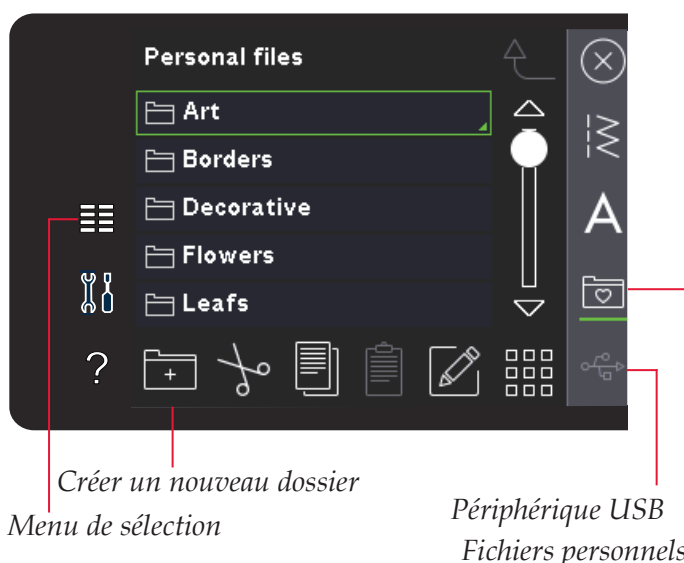 Personal files
Art
Borders
Decorative
Flowers
Leafs
A
?
Créer un nouveau dossier
Menu de sélection
Périphérique USB
Fichiers personnels